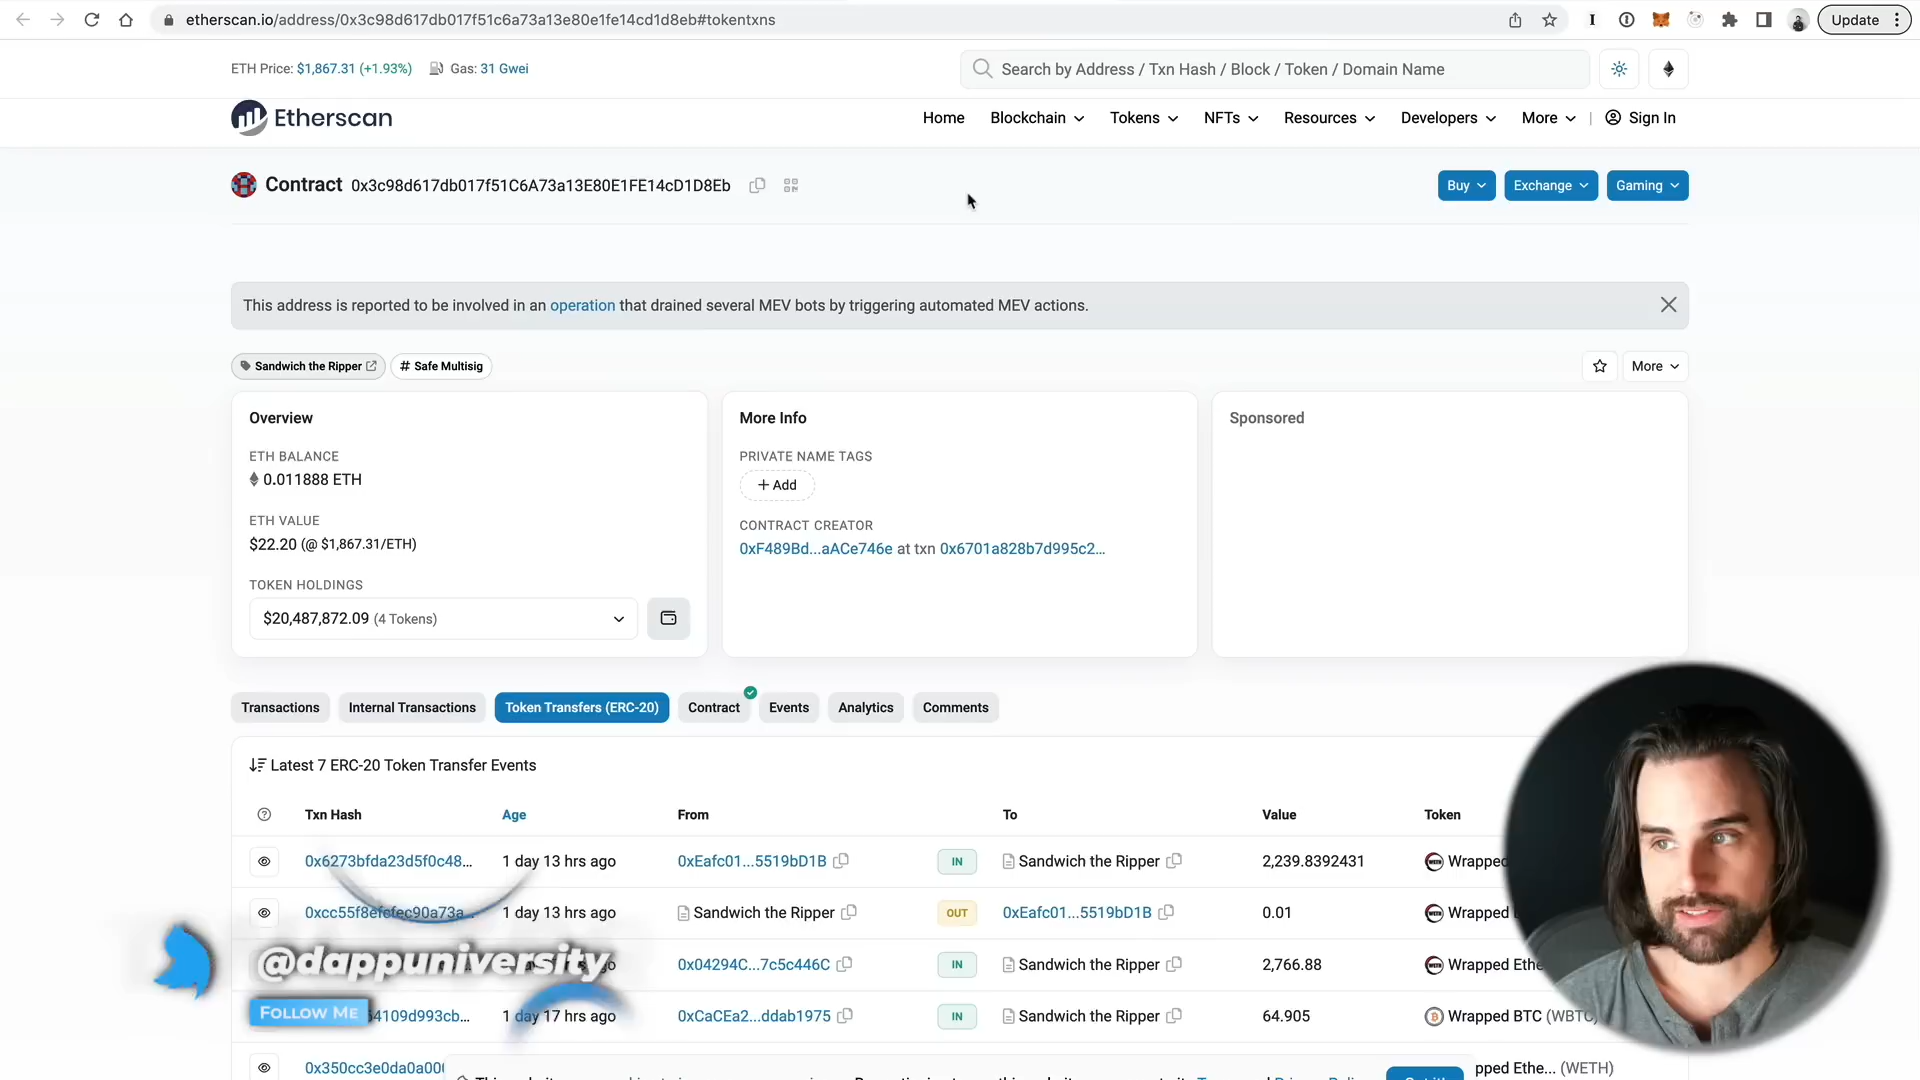 etherscan.io/address/0x3c98d617db017f51c6a73a13e80e1fe14cd1d8eb#tokentxns
Update
ETH Price: $1,867.31 (+1.93%) Gas: 31 Gwei
Search by Address / Txn Hash / Block / Token / Domain Name
Etherscan
Home Blockchain Tokens NFTs Resources Developers More | Sign In
Contract 0x3c98d617db017f51C6A73a13E80E1FE14cD1D8Eb
Buy Exchange Gaming
This address is reported to be involved in an operation that drained several MEV bots by triggering automated MEV actions.
Sandwich the Ripper # Safe Multisig
More
Overview
ETH BALANCE
0.011888 ETH
ETH VALUE
$22.20 (@ $1,867.31/ETH)
TOKEN HOLDINGS
$20,487,872.09 (4 Tokens)
More Info
PRIVATE NAME TAGS
+ Add
CONTRACT CREATOR
0xF489Bd...aACe746e at txn 0x6701a828b7d995c2...
Sponsored
Transactions Internal Transactions Token Transfers (ERC-20) Contract Events Analytics Comments
Latest 7 ERC-20 Token Transfer Events
Txn Hash Age From To Value Token
0x6273bfda23d5f0c48... 1 day 13 hrs ago 0xEafc01...5519bD1B IN Sandwich the Ripper 2,239.8392431 Wrapped
0xcc55f8efcfec90a73a... 1 day 13 hrs ago Sandwich the Ripper OUT 0xEafc01...5519bD1B 0.01 Wrapped
@dappuniversity
0x04294C...7c5c446C IN Sandwich the Ripper 2,766.88 Wrapped Ethe
FOLLOW ME
4109d993cb... 1 day 17 hrs ago 0xCaCEa2...ddab1975 IN Sandwich the Ripper 64.905 Wrapped BTC (WBTC)
0x350cc3e0da0a00
pped Ethe... (WETH)